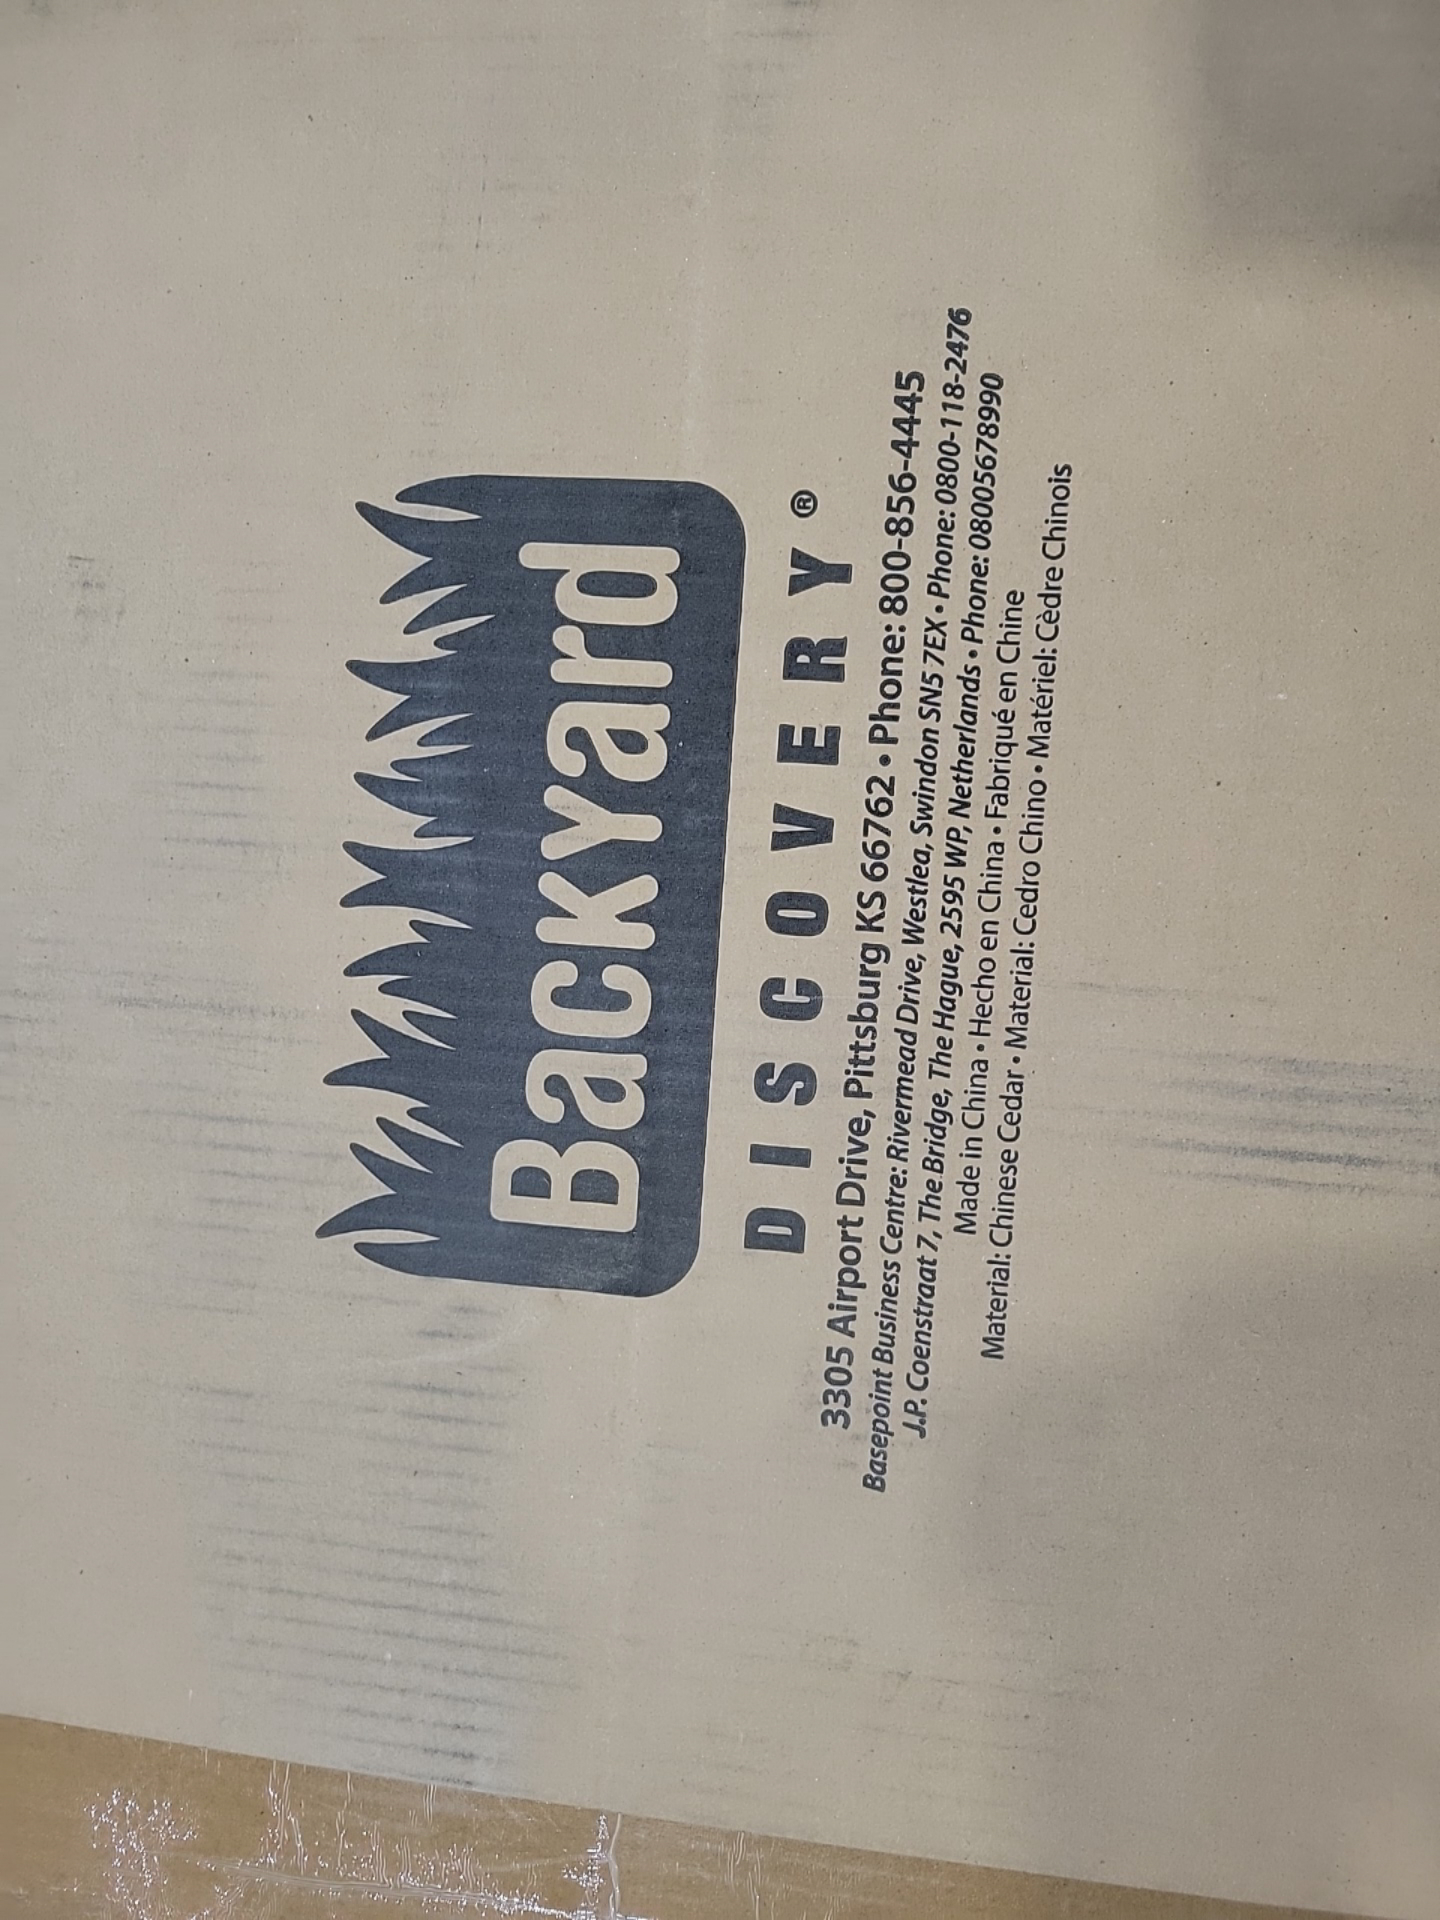 Backyard
DISCOVERY®
3305 Airport Drive, Pittsburg KS 66762 • Phone: 800-856-4445
Basepoint Business Centre: Rivermead Drive, Westlea, Swindon SN5 7EX • Phone: 0800-118-2476
J.P. Coenstraat 7, The Bridge, The Hague, 2595 WP, Netherlands • Phone: 08005678990
Made in China • Hecho en China • Fabriqué en Chine
Material: Chinese Cedar • Material: Cedro Chino • Matériel: Cèdre Chinois